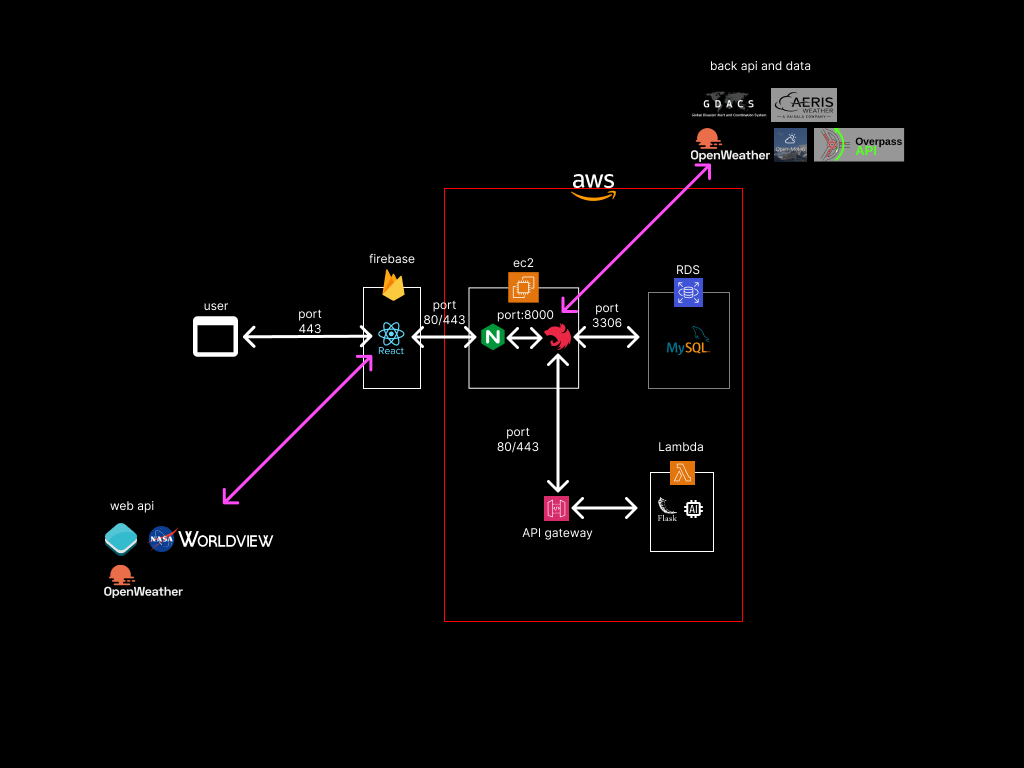 back api and data
GDACS
Global Disaster Alert and Coordination System
AERIS
WEATHER
OpenWeather
Open-Meteo
Overpass
API
aws
firebase
ec2
RDS
user
port
443
port
80/443
port:8000
port
3306
React
N
MySQL
port
80/443
Lambda
λ
Flask
AI
API gateway
web api
NASA
WORLDVIEW
OpenWeather